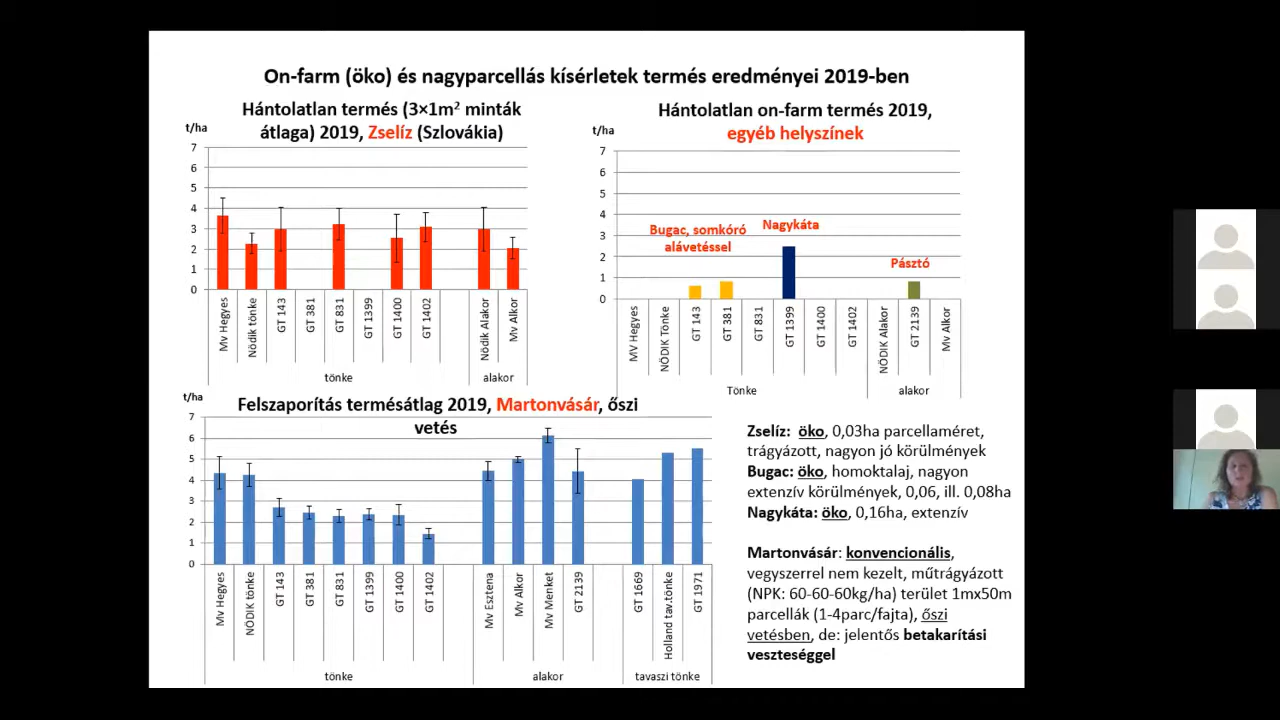 On-farm (öko) és nagyparcellás kísérletek termés eredményei 2019-ben
Hántolatlan termés (3×1m² minták
átlaga) 2019, Zselíz (Szlovákia)
t/ha
7
6
5
4
3
2
1
0
Mv Hegyes
Nódik tönke
GT 143
GT 381
GT 831
GT 1399
GT 1400
GT 1402
Nódik Alakor
Mv Alkor
tönke
alakor
Hántolatlan on-farm termés 2019,
egyéb helyszínek
t/ha
7
6
5
4
3
2
1
0
Bugac, somkóró
alávetéssel
Nagykáta
Pásztó
MV Hegyes
NÓDIK Tönke
GT 143
GT 381
GT 831
GT 1399
GT 1400
GT 1402
NÓDIK Alakor
GT 2139
Mv Alkor
Tönke
alakor
Felszaporítás termésátlag 2019, Martonvásár, őszi
vetés
t/ha
7
6
5
4
3
2
1
0
Mv Hegyes
NÓDIK tönke
GT 143
GT 381
GT 831
GT 1399
GT 1400
GT 1402
Mv Esztena
Mv Alkor
Mv Menket
GT 2139
GT 1669
Holland tav.tönke
GT 1971
tönke
alakor
tavaszi tönke
Zselíz: öko, 0,03ha parcellaméret,
trágyázott, nagyon jó körülmények
Bugac: öko, homoktalaj, nagyon
extenzív körülmények, 0,06, ill. 0,08ha
Nagykáta: öko, 0,16ha, extenzív
Martonvásár: konvencionális,
vegyszerrel nem kezelt, műtrágyázott
(NPK: 60-60-60kg/ha) terület 1mx50m
parcellák (1-4parc/fajta), őszi
vetésben, de: jelentős betakarítási
veszteséggel